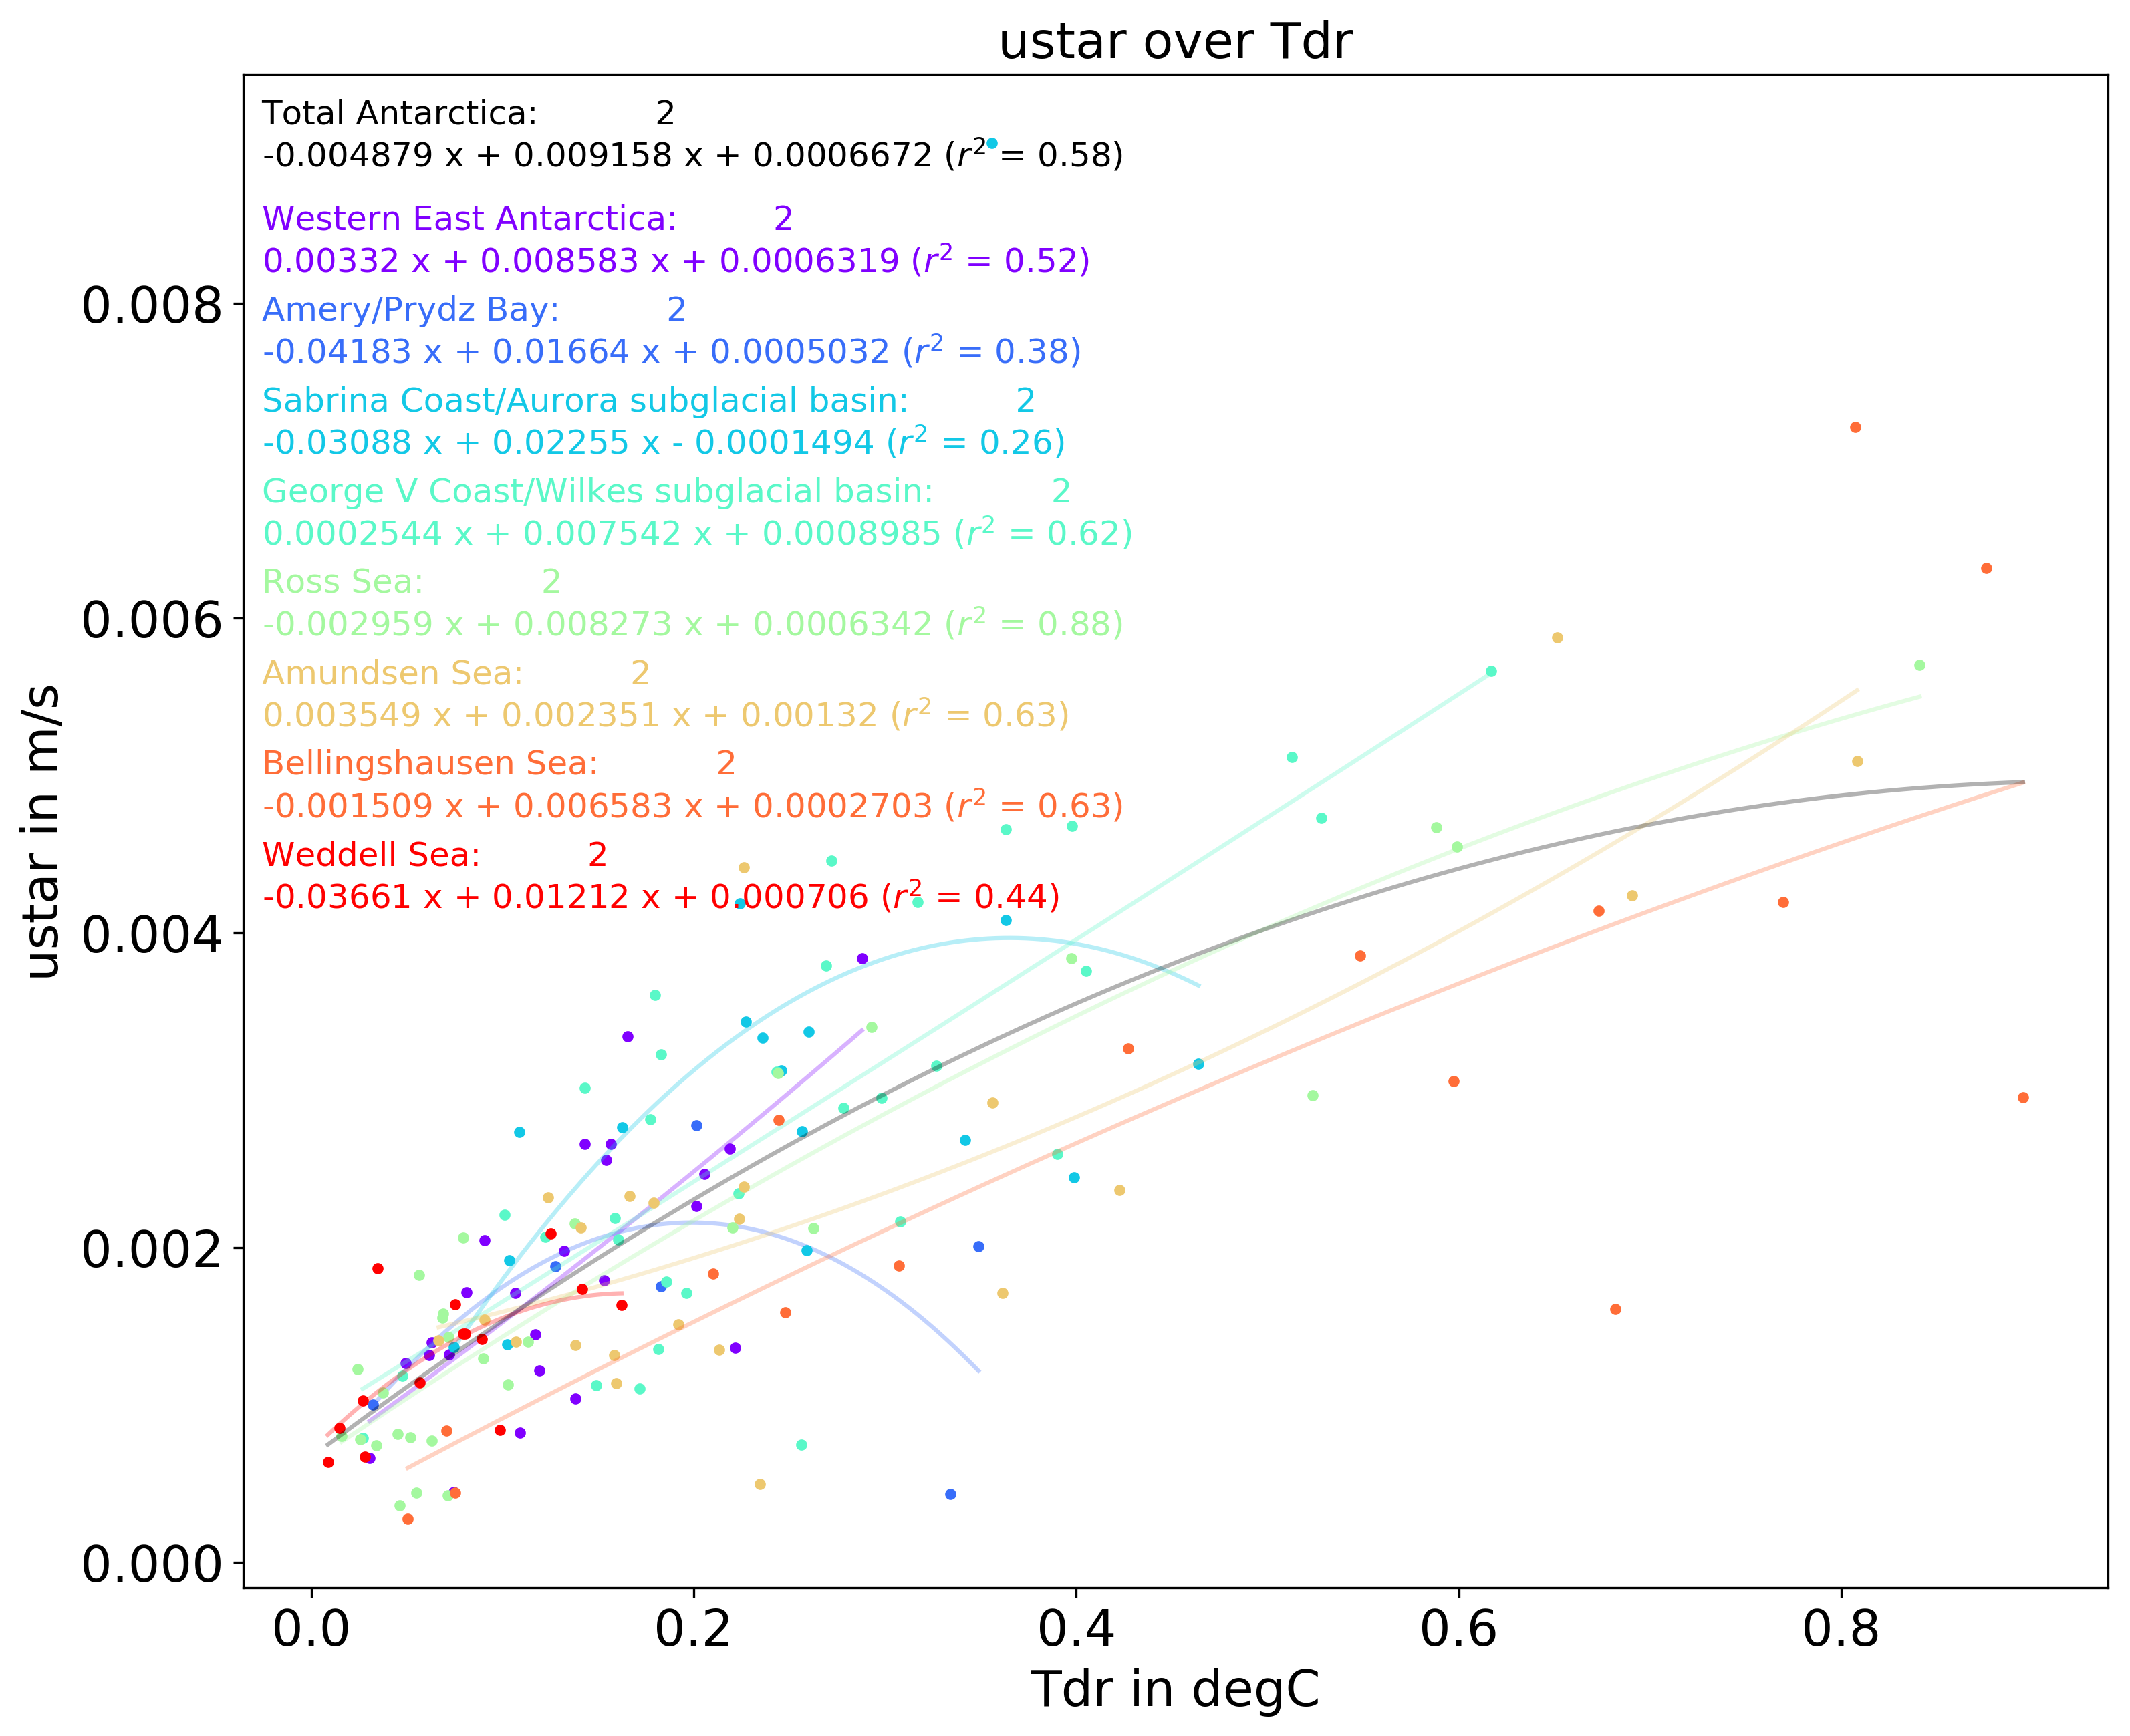 ustar over Tdr
Total Antarctica: 2
-0.004879 x + 0.009158 x + 0.0006672 (r² = 0.58)
Western East Antarctica: 2
0.00332 x + 0.008583 x + 0.0006319 (r² = 0.52)
Amery/Prydz Bay: 2
-0.04183 x + 0.01664 x + 0.0005032 (r² = 0.38)
Sabrina Coast/Aurora subglacial basin: 2
-0.03088 x + 0.02255 x - 0.0001494 (r² = 0.26)
George V Coast/Wilkes subglacial basin: 2
0.0002544 x + 0.007542 x + 0.0008985 (r² = 0.62)
Ross Sea: 2
-0.002959 x + 0.008273 x + 0.0006342 (r² = 0.88)
Amundsen Sea: 2
0.003549 x + 0.002351 x + 0.00132 (r² = 0.63)
Bellingshausen Sea: 2
-0.001509 x + 0.006583 x + 0.0002703 (r² = 0.63)
Weddell Sea: 2
-0.03661 x + 0.01212 x + 0.000706 (r² = 0.44)
0.008
0.006
0.004
0.002
0.000
ustar in m/s
0.0 0.2 0.4 0.6 0.8
Tdr in degC